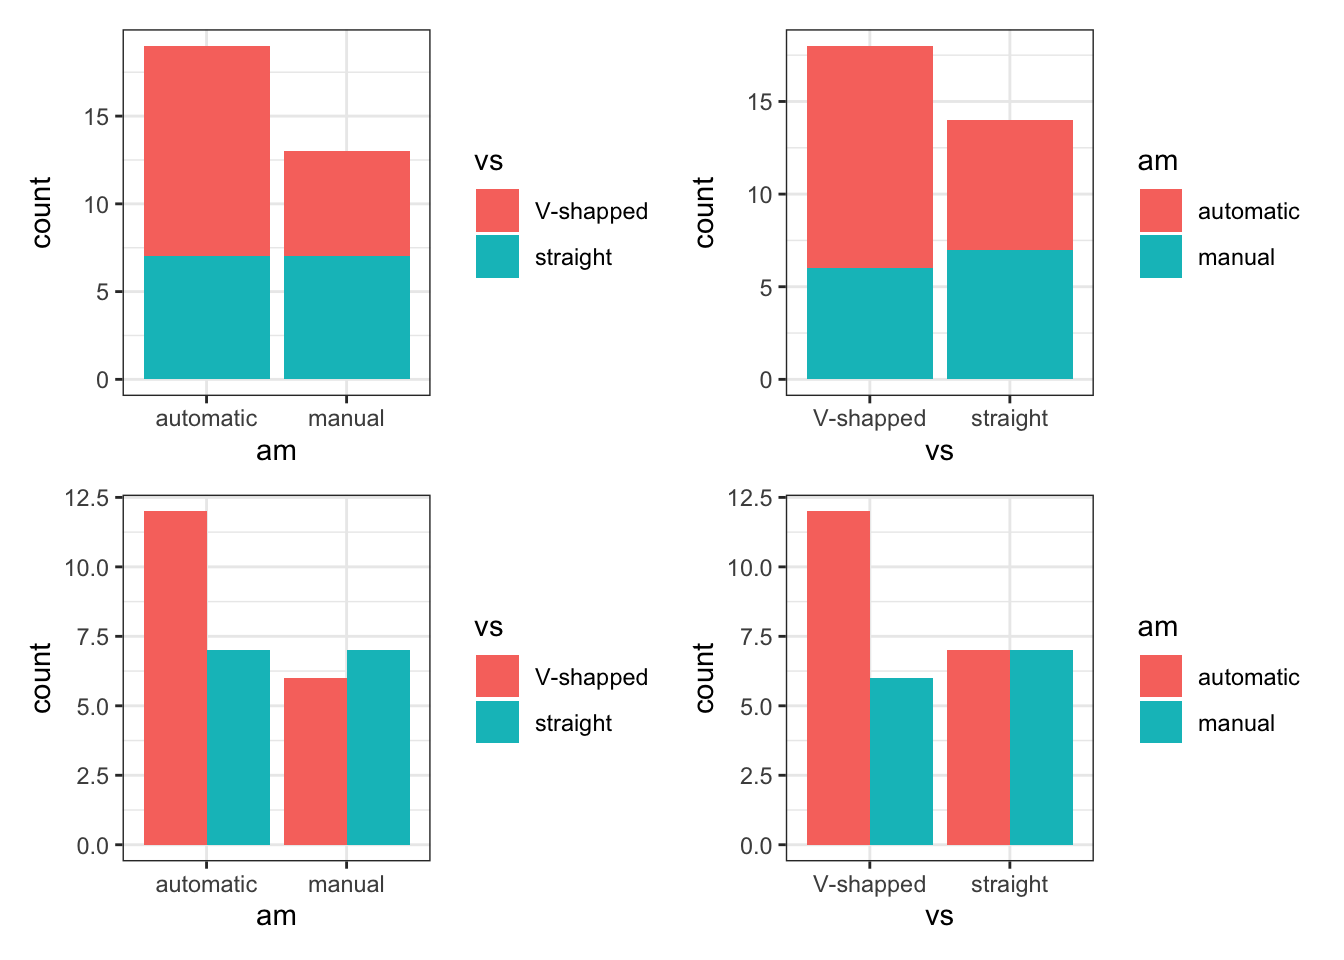 15
10
5
0
count
automatic manual
am
vs
V-shapped
straight
15
10
5
0
count
V-shapped straight
vs
am
automatic
manual
12.5
10.0
7.5
5.0
2.5
0.0
count
automatic manual
am
vs
V-shapped
straight
12.5
10.0
7.5
5.0
2.5
0.0
count
V-shapped straight
vs
am
automatic
manual